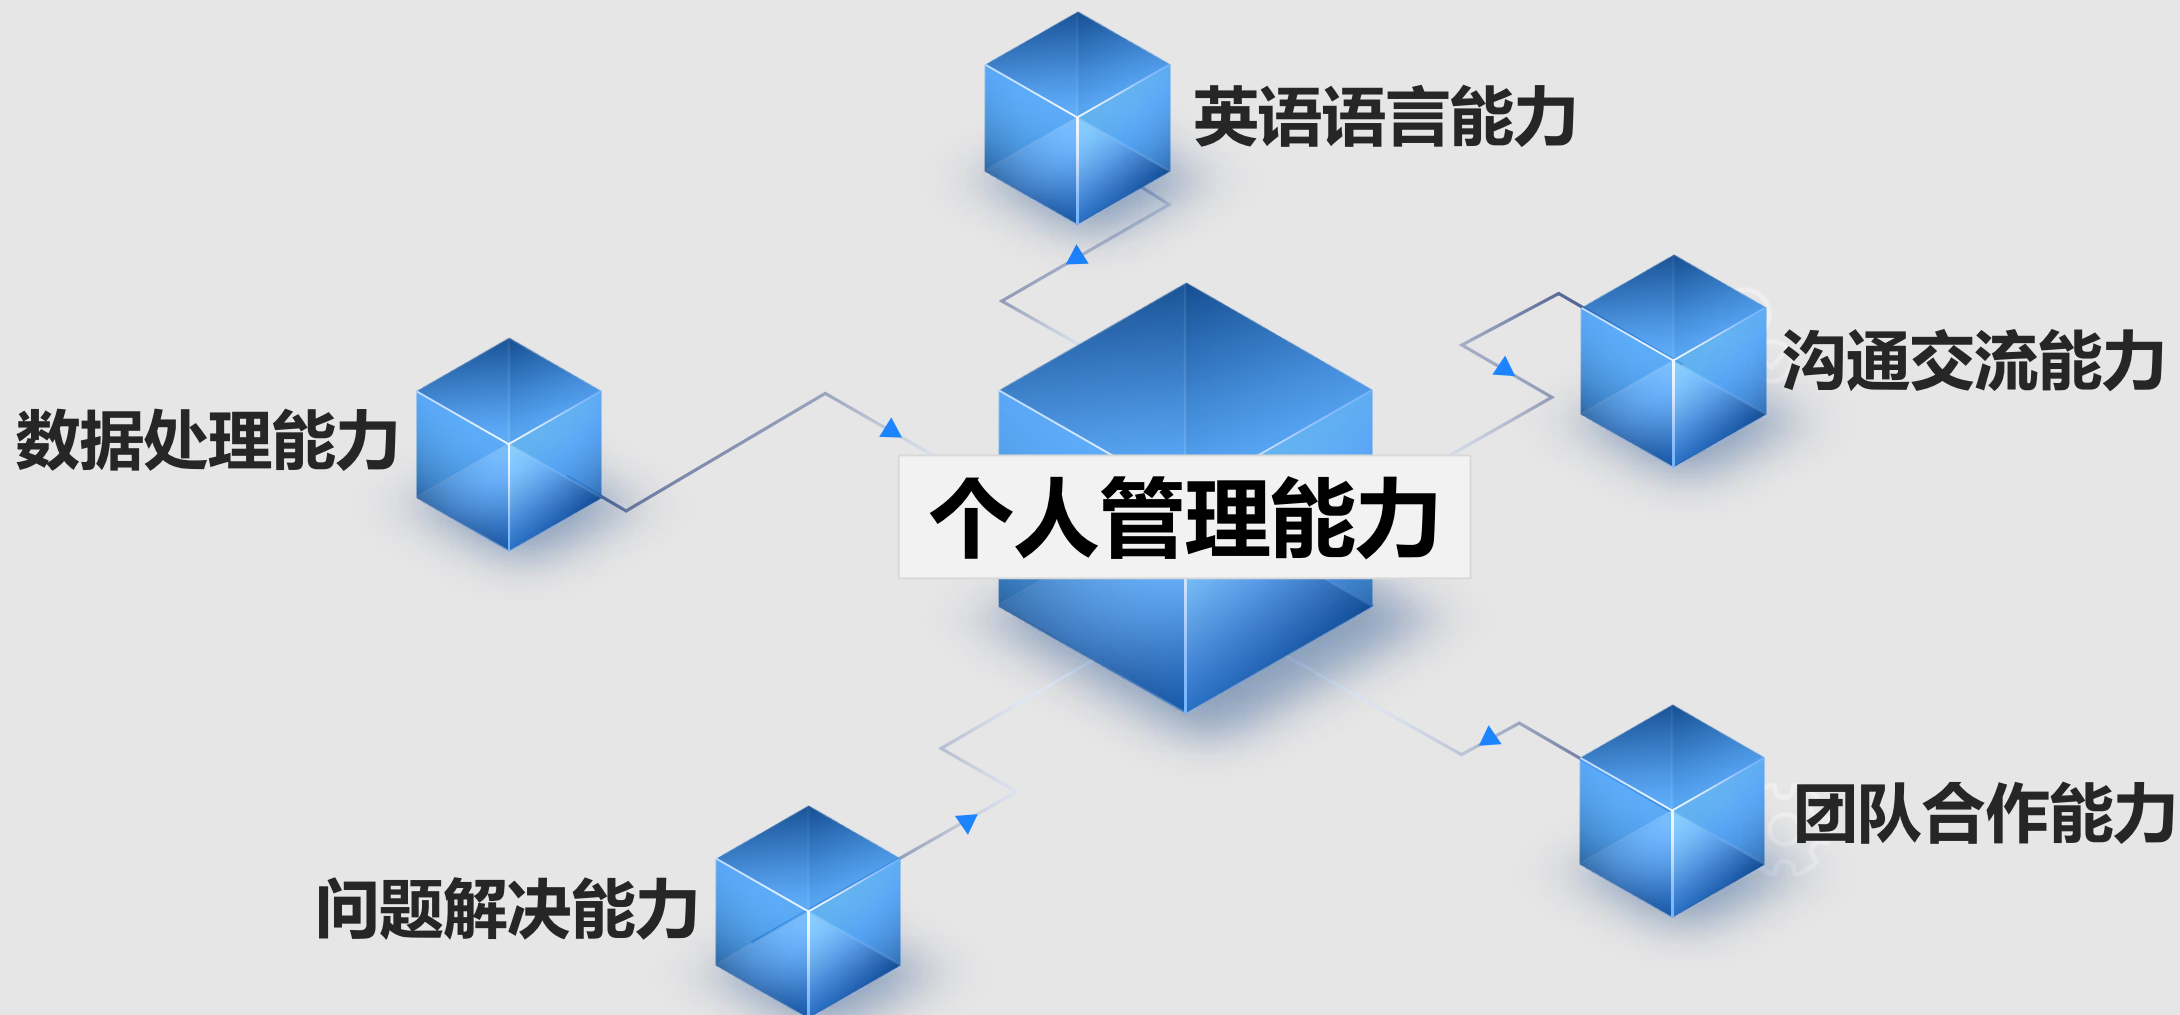 英语语言能力
沟通交流能力
数据处理能力
个人管理能力
团队合作能力
问题解决能力